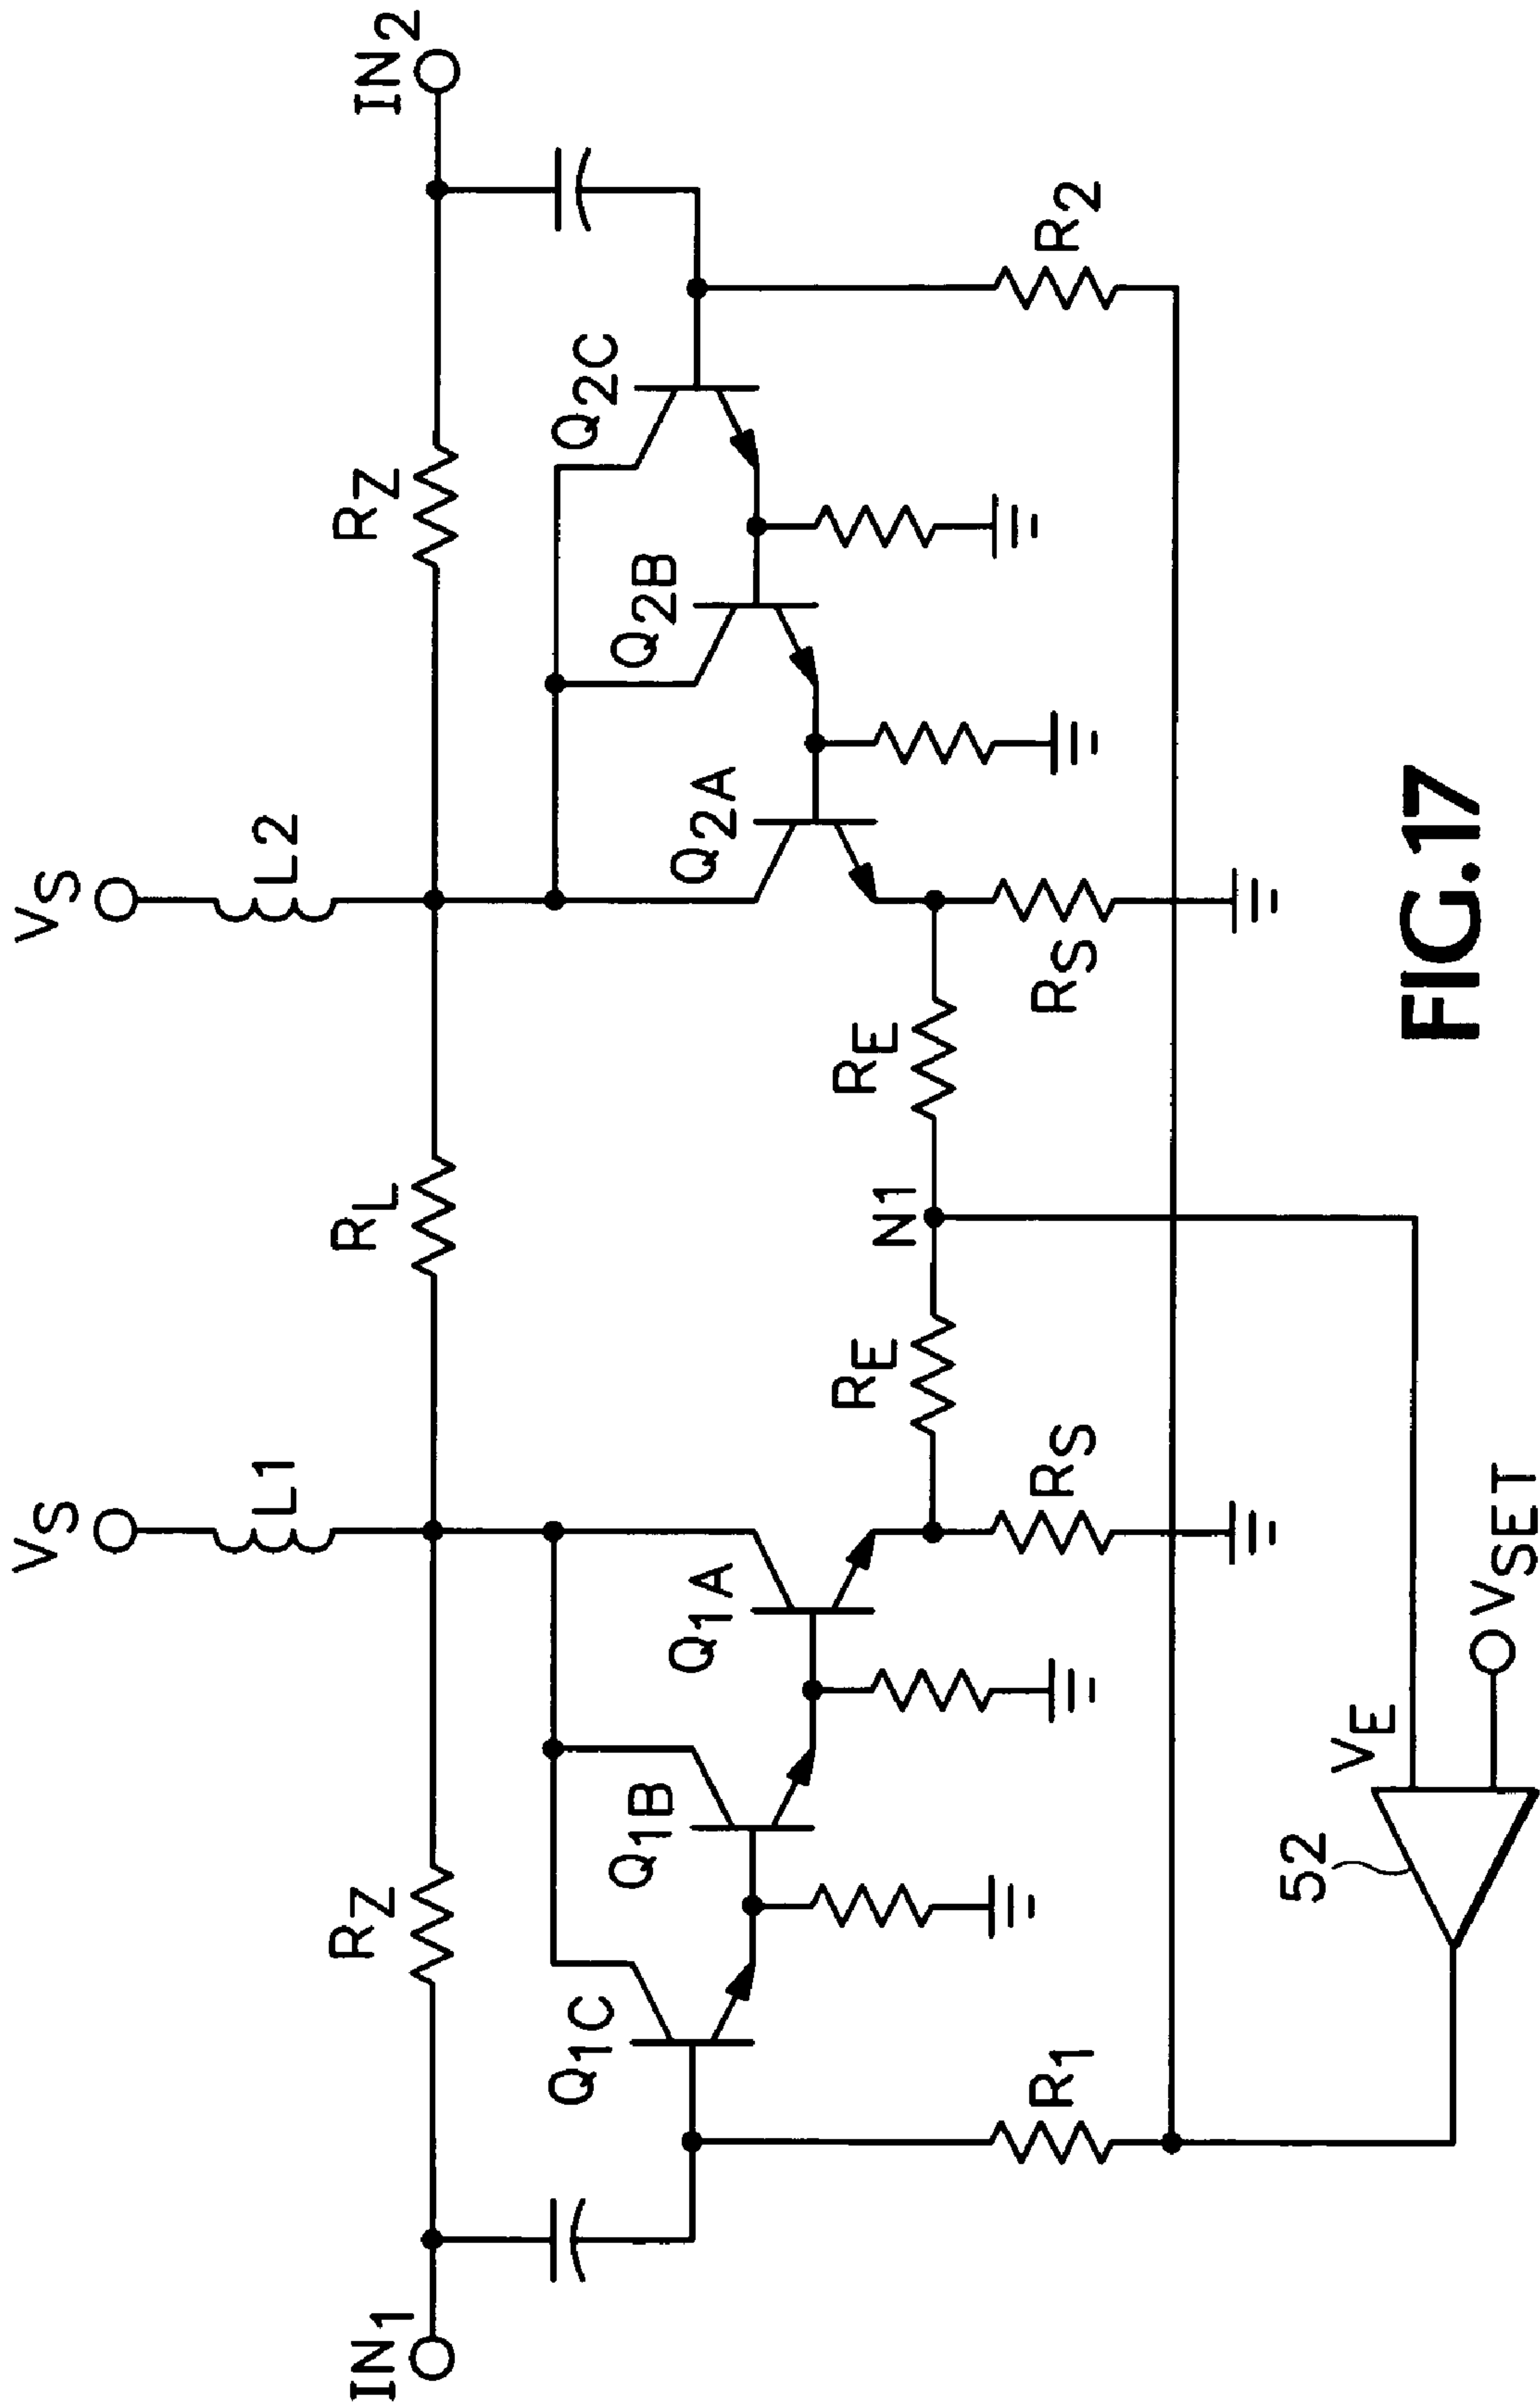 VS VS
L1 L2
IN1 RZ RL RZ IN2
Q1C Q1B Q1A Q2A Q2B Q2C
RE N1 RE
R1 RS RS R2
52 VE
VSET
FIG.17